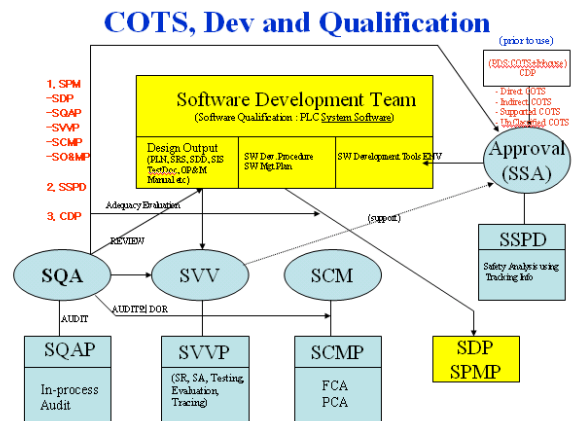 COTS, Dev and Qualification
(prior to use)
(PDS:COTS/Inhouse)
CDP
- Direct COTS
- Indirect COTS
- Supported COTS
- UnClassified COTS
1, SPM
-SDP
-SQAP
-SVVP
-SCMP
-SO&MP
2, SSPD
3, CDP
Software Development Team
(Software Qualification : PLC System Software)
Design Output
(PLN, SRS, SDD, SIS
TestDoc, OP&M
Manual etc)
SW Dev. Procedure
SW Mgt.Plan
SW Development Tools ENV
Approval
(SSA)
Adequacy Evaluation
(support)
REVIEW
SSPD
Safety Analysis using
Tracking Info
SQA
SVV
SCM
AUDIT
DOR
AUDIT
SQAP
In-process
Audit
SVVP
(SR, SA, Testing,
Evaluation,
Tracing)
SCMP
FCA
PCA
SDP
SPMP